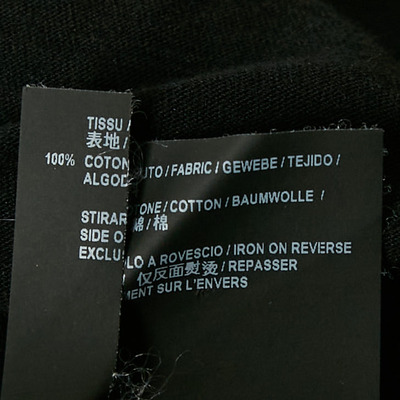 TISSU /
表地 /
100% COTON
ALGOD
STIRAR
SIDE O
EXCLUS
UTO / FABRIC / GEWEBE / TEJIDO /
ONE / COTTON / BAUMWOLLE /
綿 / 棉
LO A ROVESCIO / IRON ON REVERSE
仅反面熨烫 / REPASSER
MENT SUR L'ENVERS